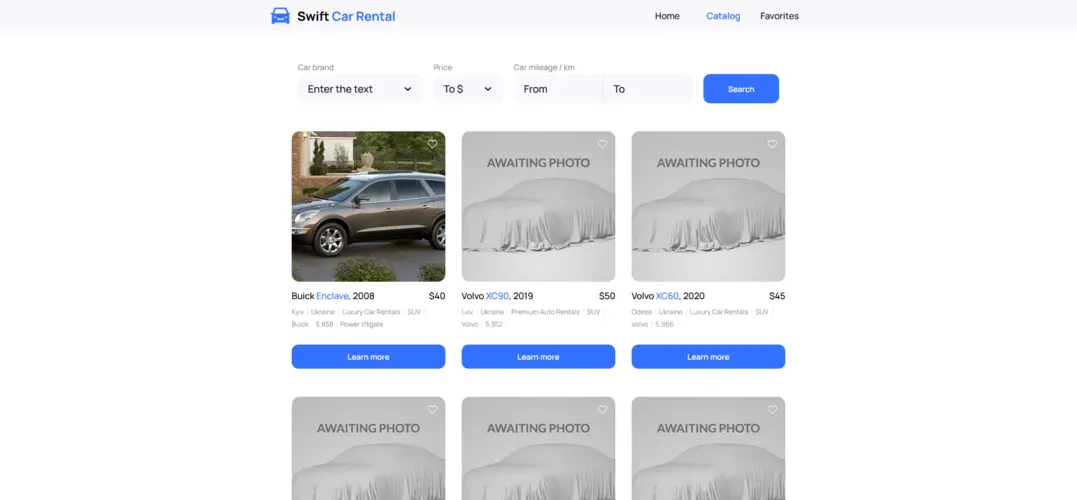 Swift Car Rental Home Catalog Favorites
Car brand Price Car mileage / km
Enter the text To $ From To Search
AWAITING PHOTO AWAITING PHOTO
Buick Enclave, 2008 $40
Kyiv Ukraine Luxury Car Rentals SUV
Buick 5,858 Power liftgate
Learn more
Volvo XC90, 2019 $50
Lviv Ukraine Premium Auto Rentals SUV
Volvo 5,352
Learn more
Volvo XC60, 2020 $45
Odesa Ukraine Luxury Car Rentals SUV
Volvo 5,966
Learn more
AWAITING PHOTO AWAITING PHOTO AWAITING PHOTO